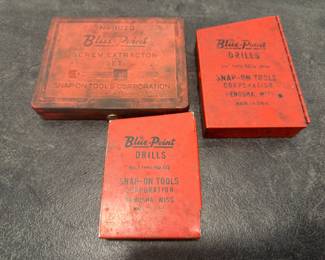 Blue-Point
SCREW EXTRACTOR
SET
SNAP-ON TOOLS CORPORATION
Blue-Point
DRILLS
SNAP-ON TOOLS
CORPORATION
KENOSHA, WIS.
Blue-Point
DRILLS
SNAP-ON TOOLS
CORPORATION
KENOSHA, WISC.